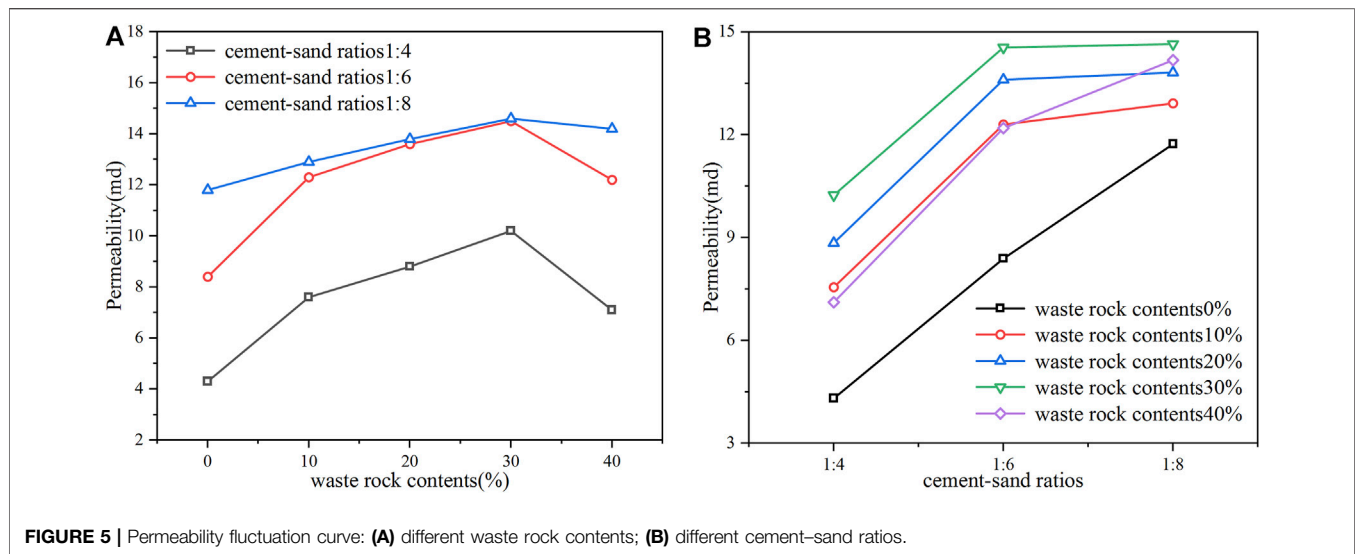 A
cement-sand ratios1:4
cement-sand ratios1:6
cement-sand ratios1:8
18
16
14
12
10
8
6
4
2
Permeability(md)
0 10 20 30 40
waste rock contents(%)
B
15
12
9
6
3
Permeability(md)
waste rock contents0%
waste rock contents10%
waste rock contents20%
waste rock contents30%
waste rock contents40%
1:4 1:6 1:8
cement-sand ratios
FIGURE 5 | Permeability fluctuation curve: (A) different waste rock contents; (B) different cement–sand ratios.